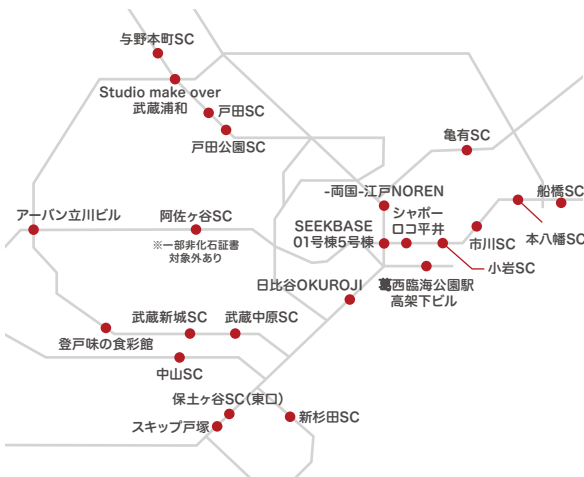 与野本町SC
Studio make over
武蔵浦和
戸田SC
戸田公園SC
亀有SC
-両国-江戸NOREN
船橋SC
アーバン立川ビル
阿佐ヶ谷SC
※一部非化石証書
対象外あり
SEEKBASE
01号棟5号棟
シャポー
ロコ平井
市川SC
本八幡SC
小岩SC
日比谷OKUROJI
葛西臨海公園駅
高架下ビル
武蔵新城SC
武蔵中原SC
登戸味の食彩館
中山SC
保土ヶ谷SC(東口)
スキップ戸塚
新杉田SC